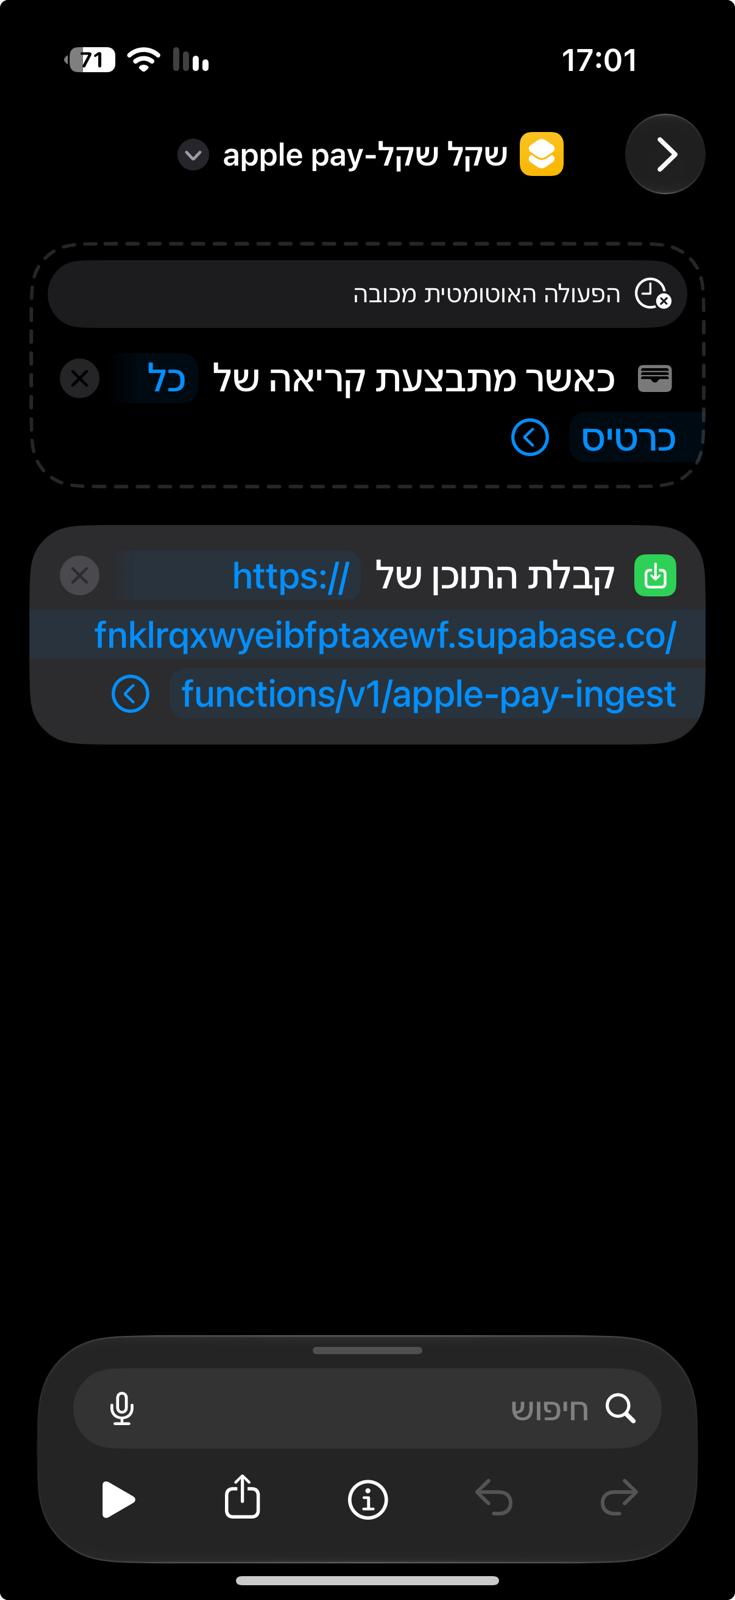 17:01
71
שקל שקל-apple pay
הפעולה האוטומטית מכובה
כאשר מתבצעת קריאה של כל
כרטיס
קבלת התוכן של https://
fnklrqxwyeibfptaxewf.supabase.co/
functions/v1/apple-pay-ingest
חיפוש